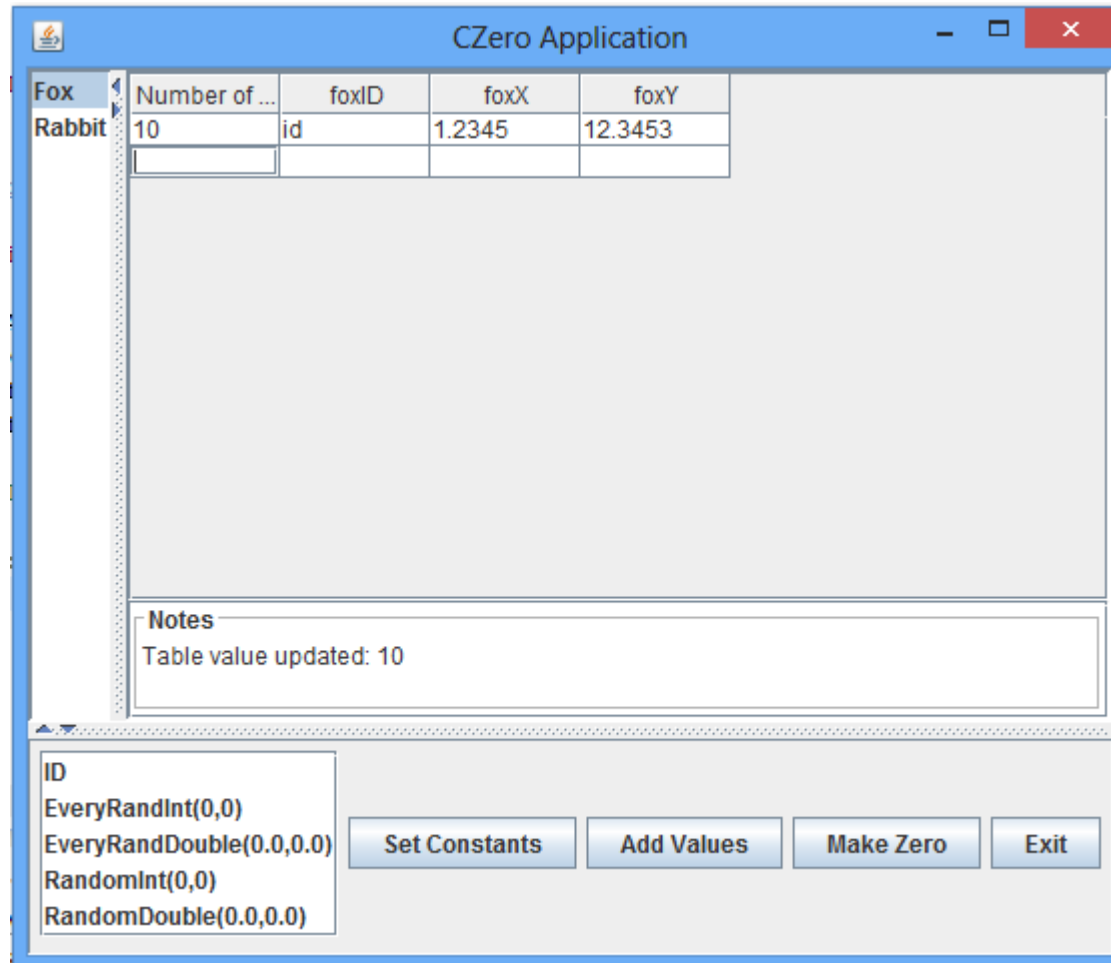 CZero Application
Fox
Rabbit
Number of ... foxID foxX foxY
10 id 1.2345 12.3453
Notes
Table value updated: 10
ID
EveryRandInt(0,0)
EveryRandDouble(0.0,0.0)
RandomInt(0,0)
RandomDouble(0.0,0.0)
Set Constants Add Values Make Zero Exit